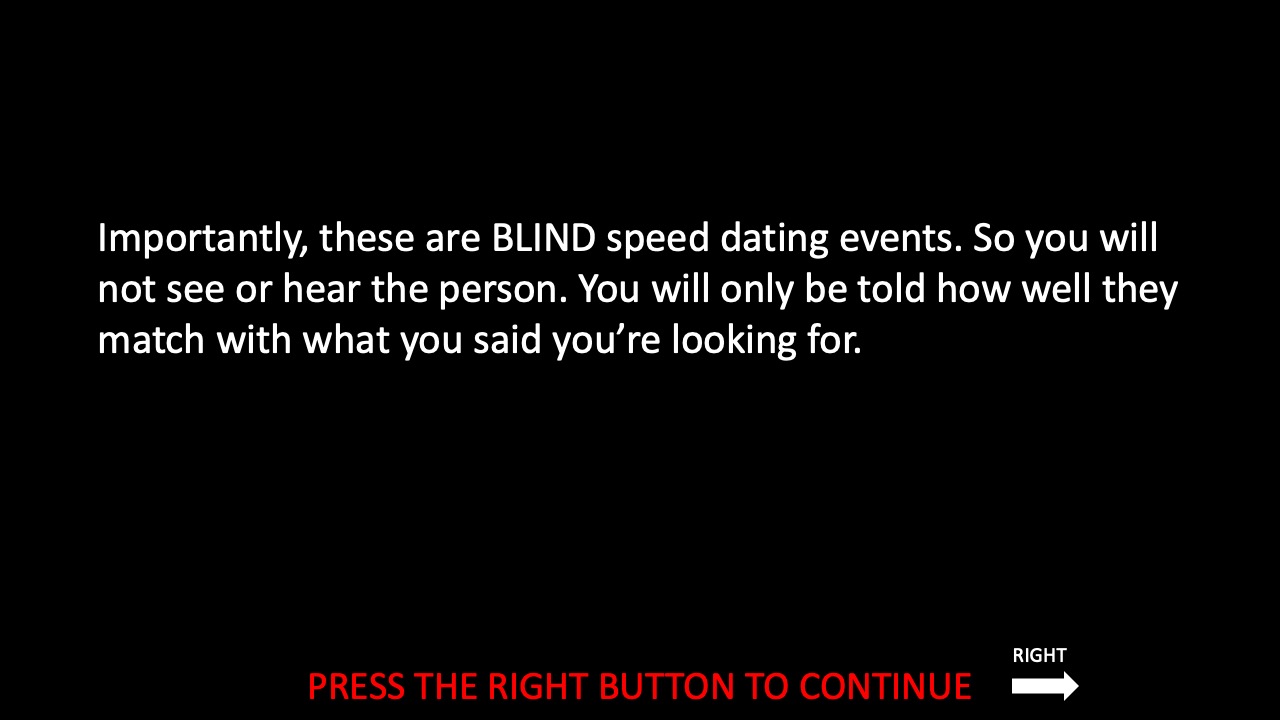 Importantly, these are BLIND speed dating events. So you will
not see or hear the person. You will only be told how well they
match with what you said you’re looking for.
RIGHT
PRESS THE RIGHT BUTTON TO CONTINUE